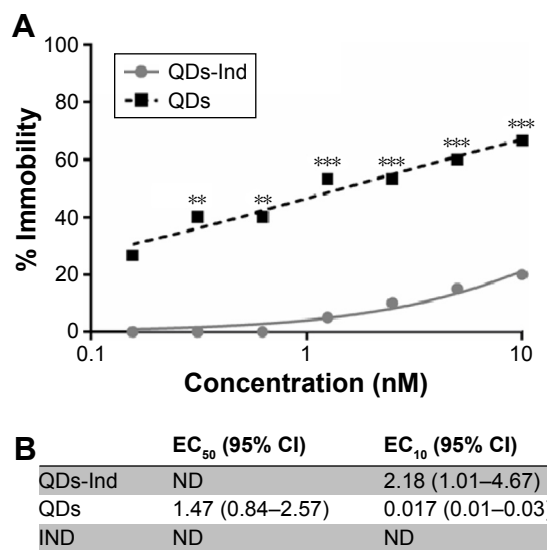 A
100
80
60
40
20
0
% Immobility
QDs-Ind
QDs
** ** *** *** *** ***
0.1 1 10
Concentration (nM)
B
EC50 (95% CI) EC10 (95% CI)
QDs-Ind ND 2.18 (1.01–4.67)
QDs 1.47 (0.84–2.57) 0.017 (0.01–0.03)
IND ND ND